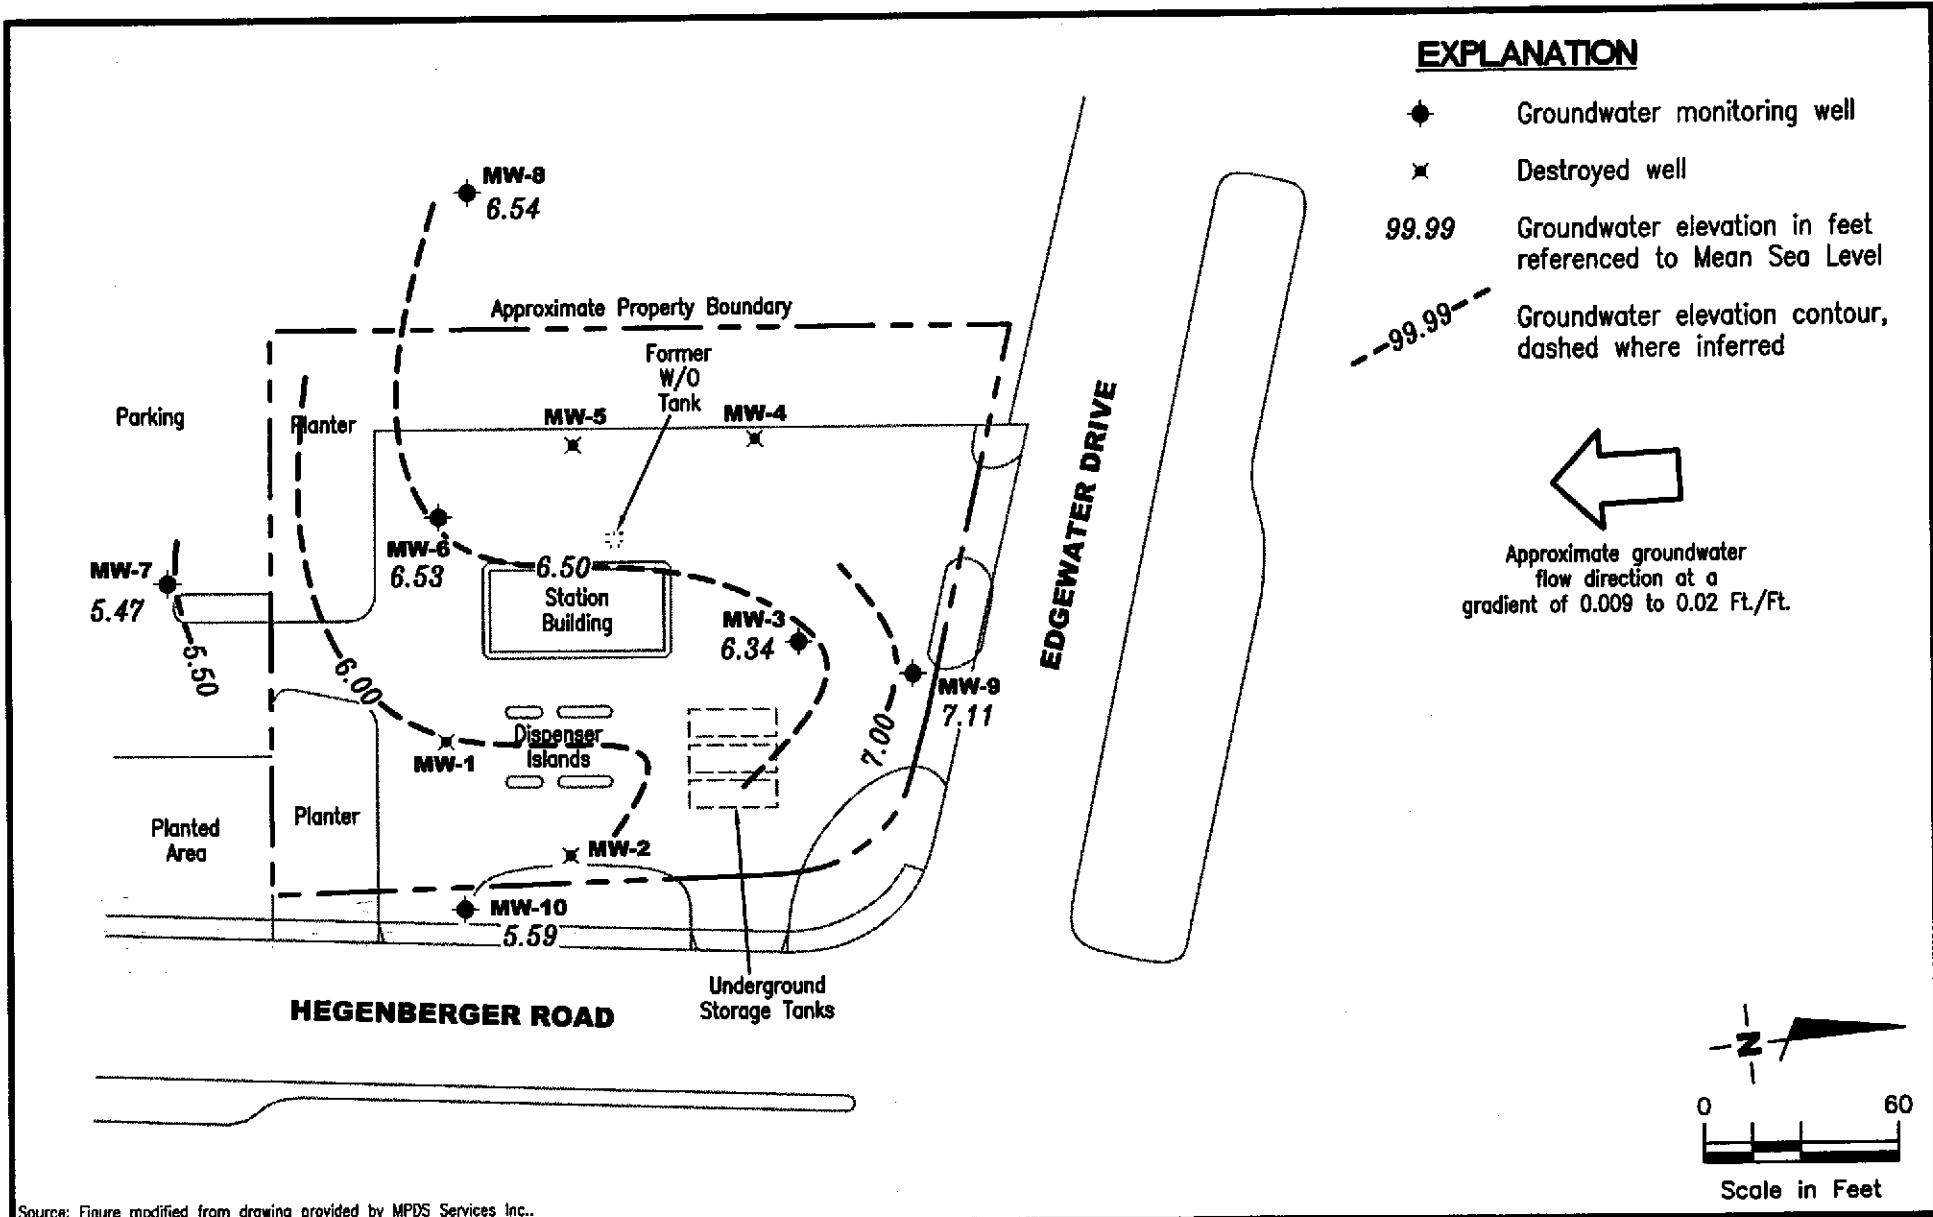 EXPLANATION
Groundwater monitoring well
Destroyed well
99.99 Groundwater elevation in feet
referenced to Mean Sea Level
99.99 Groundwater elevation contour,
dashed where inferred
Approximate groundwater
flow direction at a
gradient of 0.009 to 0.02 Ft./Ft.
MW-8
6.54
Approximate Property Boundary
Former
W/O
Tank
Parking
Planter
MW-5
MW-4
EDGEWATER DRIVE
MW-6
6.53
MW-7
5.47
6.50
Station
Building
MW-3
6.34
5.50
6.00
MW-9
7.11
7.00
Dispenser
Islands
MW-1
Planter
Planted
Area
MW-2
MW-10
5.59
Underground
Storage Tanks
HEGENBERGER ROAD
N
0 60
Scale in Feet
Source: Figure modified from drawing provided by MPDS Services Inc..